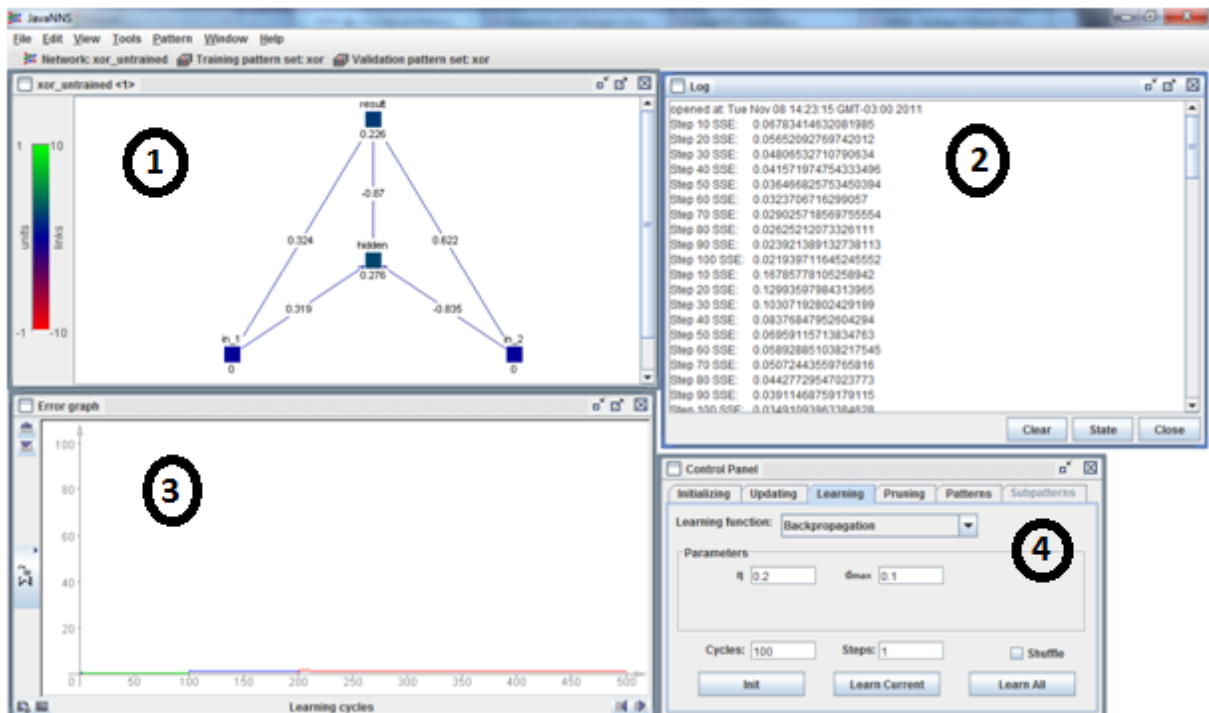 JavaNNS
File Edit View Tools Pattern Window Help
Network: xor_untrained Training pattern set: xor Validation pattern set: xor
xor_untrained <1>
1 10
units
links
-1 -10
1
result
0.226
-0.87
0.324
0.622
hidden
0.276
0.319
-0.835
in_1
0
in_2
0
Log
opened at: Tue Nov 08 14:23:15 GMT-03:00 2011
Step 10 SSE: 0.06783414632081985
Step 20 SSE: 0.05652092769742012
Step 30 SSE: 0.04806532710790634
Step 40 SSE: 0.041571974754333496
Step 50 SSE: 0.036466825753450394
Step 60 SSE: 0.0323706716299057
Step 70 SSE: 0.029025718569755554
Step 80 SSE: 0.02625212073326111
Step 90 SSE: 0.023921389132738113
Step 100 SSE: 0.021939711645245552
Step 10 SSE: 0.16785778105258942
Step 20 SSE: 0.12993597984313965
Step 30 SSE: 0.10307192802429199
Step 40 SSE: 0.08376847952604294
Step 50 SSE: 0.06959115713834763
Step 60 SSE: 0.058928851038217545
Step 70 SSE: 0.05072443559765816
Step 80 SSE: 0.04427729547023773
Step 90 SSE: 0.03911468759179115
Step 100 SSE: 0.03491093963384628
2
Clear State Close
Error graph
100
80
60
40
20
0 50 100 150 200 250 300 350 400 450 500
Learning cycles
Σe²
3
Control Panel
Initializing Updating Learning Pruning Patterns Subpatterns
Learning function: Backpropagation
4
Parameters
η 0.2 dmax 0.1
Cycles: 100 Steps: 1 Shuffle
Init Learn Current Learn All